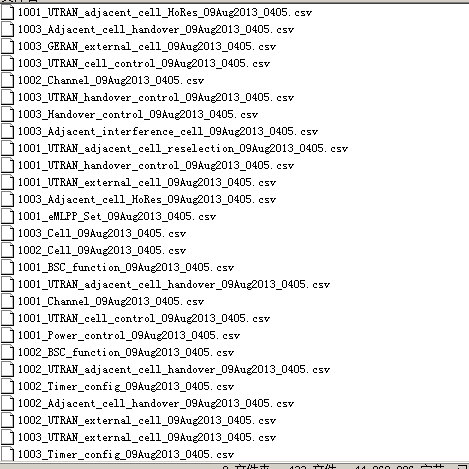 1001_UTRAN_adjacent_cell_HoRes_09Aug2013_0405.csv
1003_Adjacent_cell_handover_09Aug2013_0405.csv
1003_GERAN_external_cell_09Aug2013_0405.csv
1003_UTRAN_cell_control_09Aug2013_0405.csv
1002_Channel_09Aug2013_0405.csv
1003_UTRAN_handover_control_09Aug2013_0405.csv
1003_Handover_control_09Aug2013_0405.csv
1003_Adjacent_interference_cell_09Aug2013_0405.csv
1001_UTRAN_adjacent_cell_reselection_09Aug2013_0405.csv
1001_UTRAN_handover_control_09Aug2013_0405.csv
1001_UTRAN_external_cell_09Aug2013_0405.csv
1003_Adjacent_cell_HoRes_09Aug2013_0405.csv
1001_eMLPP_Set_09Aug2013_0405.csv
1003_Cell_09Aug2013_0405.csv
1002_Cell_09Aug2013_0405.csv
1001_BSC_function_09Aug2013_0405.csv
1001_UTRAN_adjacent_cell_handover_09Aug2013_0405.csv
1001_Channel_09Aug2013_0405.csv
1001_UTRAN_cell_control_09Aug2013_0405.csv
1001_Power_control_09Aug2013_0405.csv
1002_BSC_function_09Aug2013_0405.csv
1002_UTRAN_adjacent_cell_handover_09Aug2013_0405.csv
1002_Timer_config_09Aug2013_0405.csv
1002_Adjacent_cell_handover_09Aug2013_0405.csv
1002_UTRAN_external_cell_09Aug2013_0405.csv
1003_UTRAN_external_cell_09Aug2013_0405.csv
1003_Timer_config_09Aug2013_0405.csv